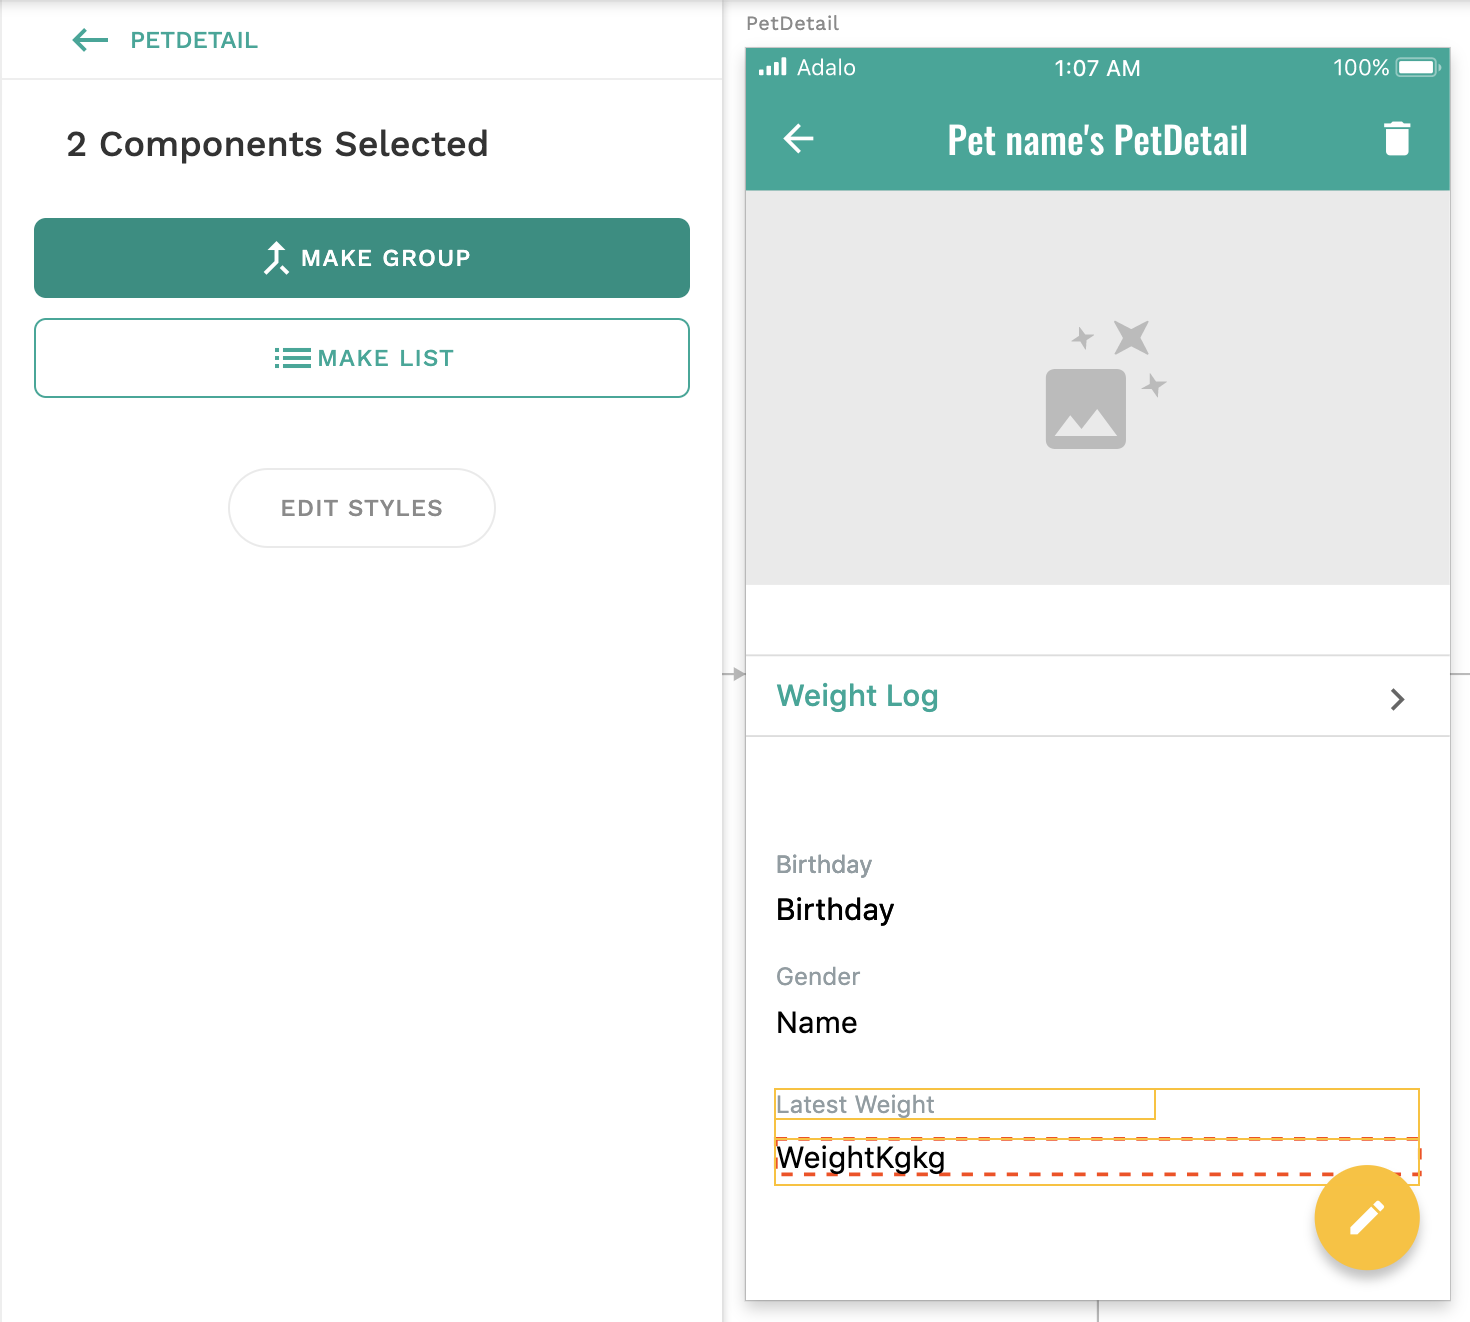 PETDETAIL
2 Components Selected
MAKE GROUP
MAKE LIST
EDIT STYLES
PetDetail
Adalo 1:07 AM 100%
Pet name's PetDetail
Weight Log
Birthday
Birthday
Gender
Name
Latest Weight
WeightKgkg